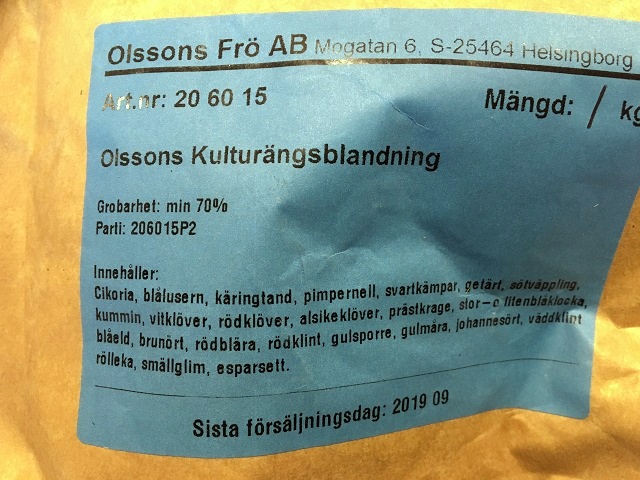 Olssons Frö AB Mogatan 6, S-25464 Helsingborg
Art.nr: 20 60 15 Mängd: / kg
Olssons Kulturängsblandning
Grobarhet: min 70%
Parti: 206015P2
Innehåller:
Cikoria, blålusern, käringtand, pimpernell, svartkämpar, getärt, sötväppling,
kummin, vitklöver, rödklöver, alsikeklöver, prästkrage, stor-o litenblåklocka,
blåeld, brunört, rödblära, rödklint, gulsporre, gulmåra, johannesört, väddklint
rölleka, smällglim, esparsett.
Sista försäljningsdag: 2019 09